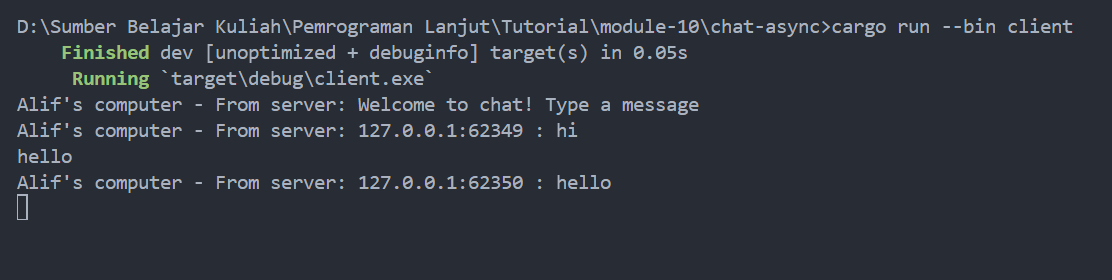 D:\Sumber Belajar Kuliah\Pemrograman Lanjut\Tutorial\module-10\chat-async>cargo run --bin client
Finished dev [unoptimized + debuginfo] target(s) in 0.05s
Running `target\debug\client.exe`
Alif's computer - From server: Welcome to chat! Type a message
Alif's computer - From server: 127.0.0.1:62349 : hi
hello
Alif's computer - From server: 127.0.0.1:62350 : hello